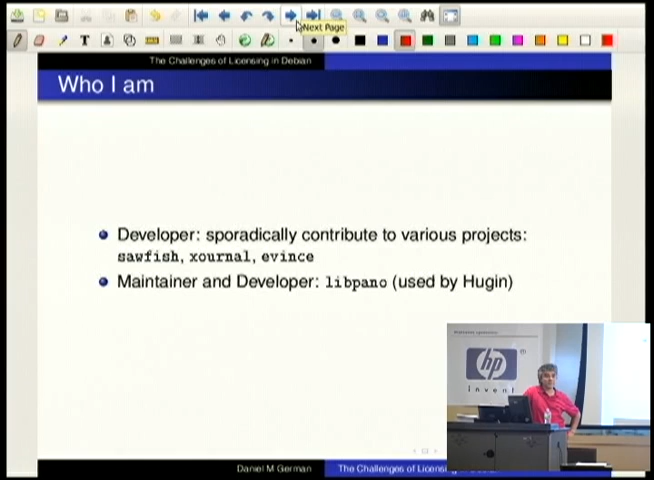 Next Page
T
The Challenges of Licensing in Debian
Who I am
Developer: sporadically contribute to various projects:
sawfish, xournal, evince
Maintainer and Developer: libpano (used by Hugin)
hp
invent
Daniel M German
The Challenges of Licensi